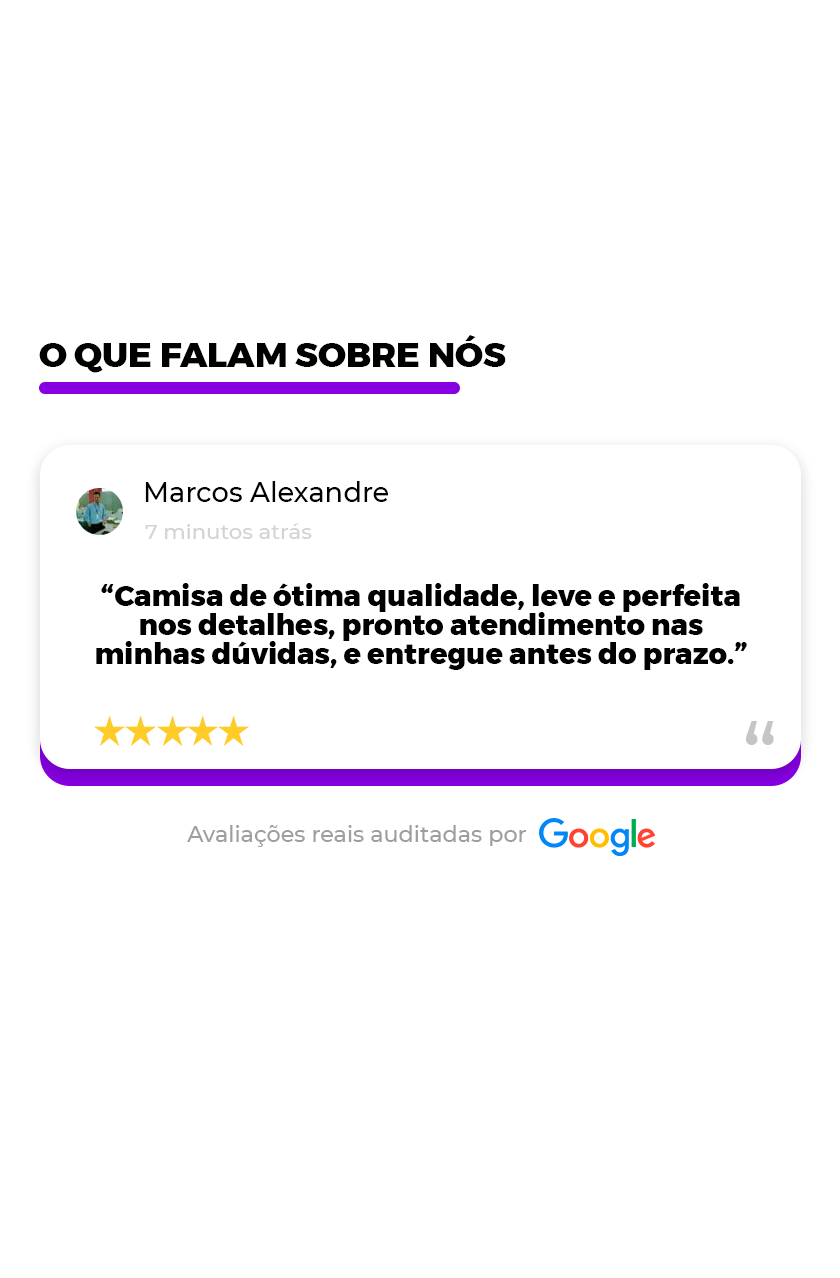 O QUE FALAM SOBRE NÓS
Marcos Alexandre
7 minutos atrás
“Camisa de ótima qualidade, leve e perfeita
nos detalhes, pronto atendimento nas
minhas dúvidas, e entregue antes do prazo.”
Avaliações reais auditadas por Google